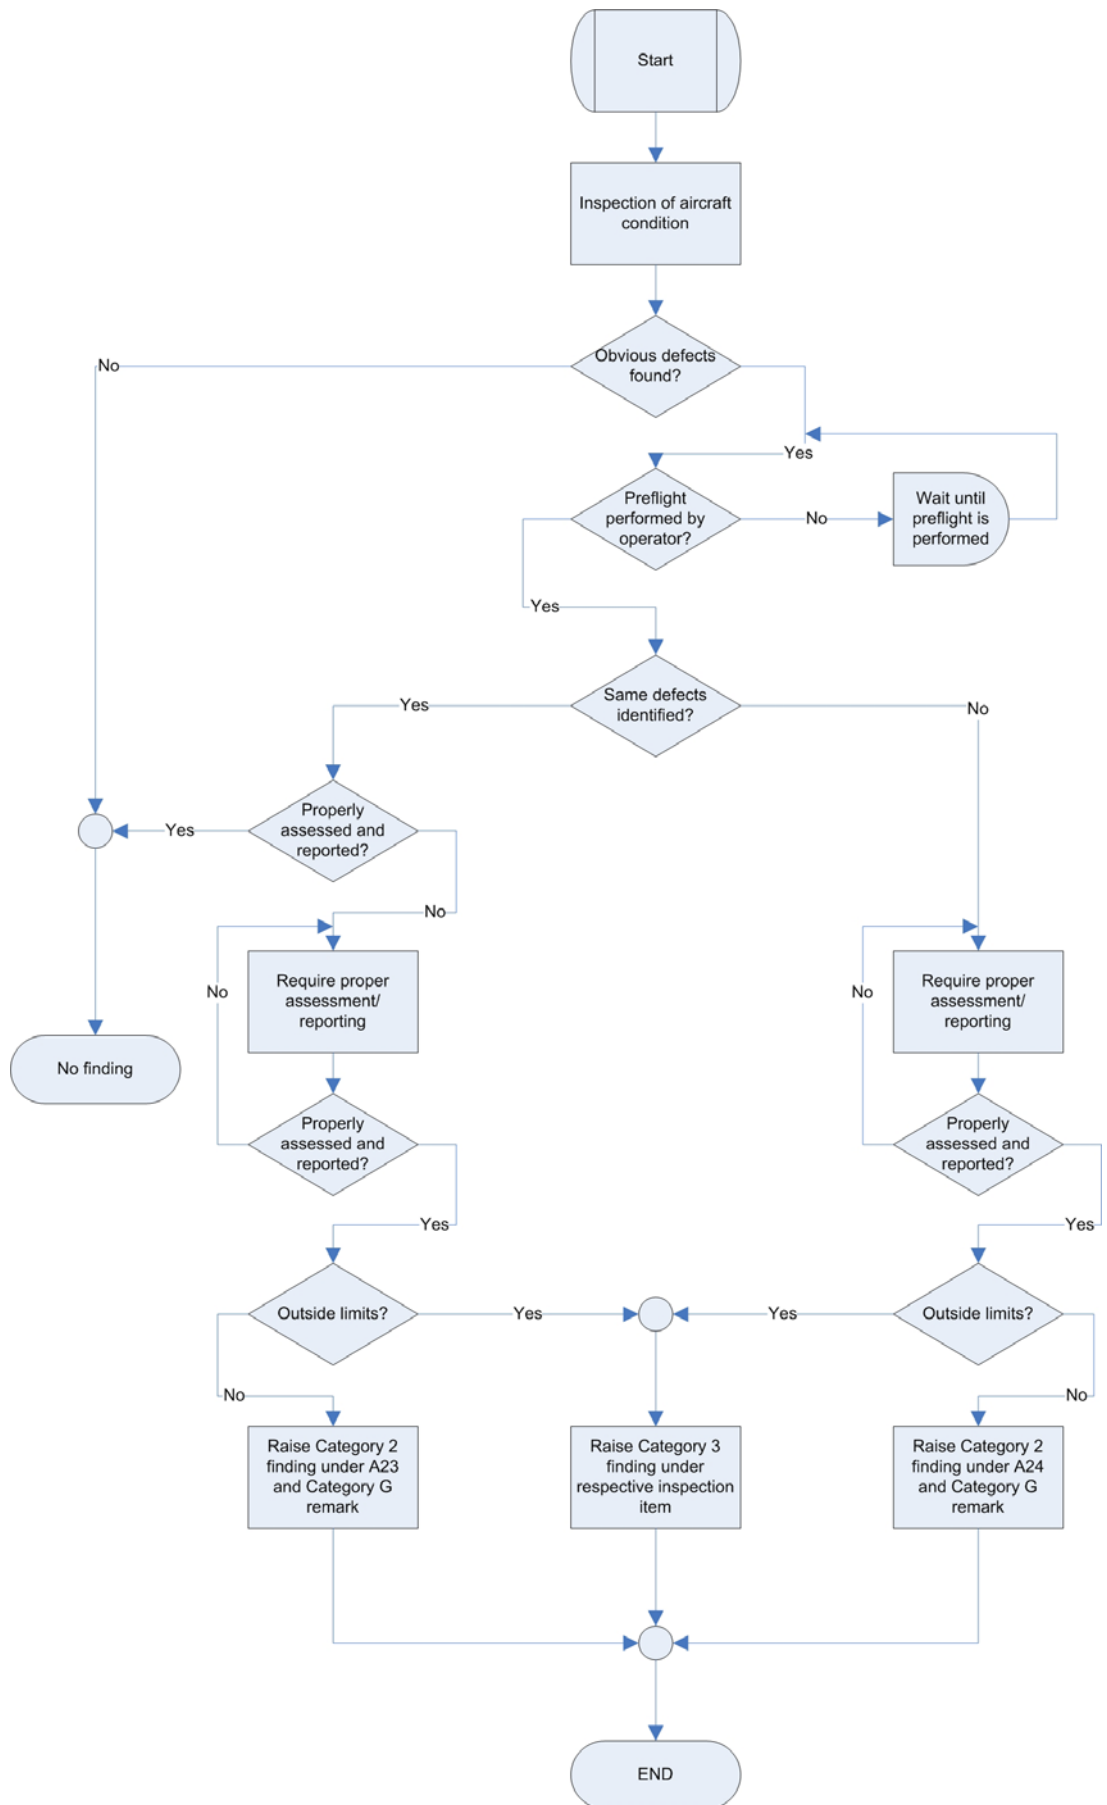 Start
Inspection of aircraft
condition
Obvious defects
found?
No
Yes
Preflight
performed by
operator?
No
Wait until
preflight is
performed
Yes
Same defects
identified?
Yes
No
Properly
assessed and
reported?
Yes
No
Require proper
assessment/
reporting
No
Require proper
assessment/
reporting
No
No finding
Properly
assessed and
reported?
Properly
assessed and
reported?
Yes
Yes
Outside limits?
Yes
Yes
Outside limits?
No
No
Raise Category 2
finding under A23
and Category G
remark
Raise Category 3
finding under
respective inspection
item
Raise Category 2
finding under A24
and Category G
remark
END